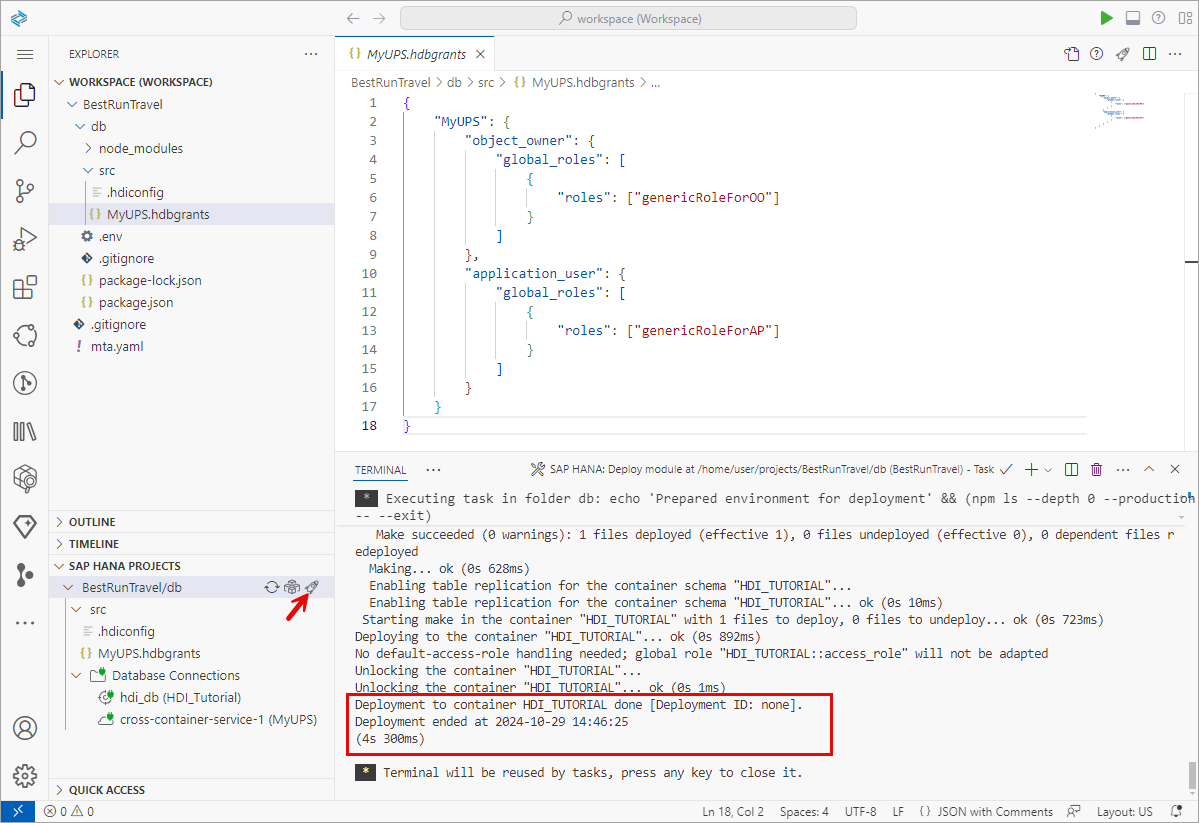 workspace (Workspace)
EXPLORER
WORKSPACE (WORKSPACE)
BestRunTravel
db
node_modules
src
.hdiconfig
{} MyUPS.hdbgrants
.env
.gitignore
{} package-lock.json
{} package.json
.gitignore
! mta.yaml
OUTLINE
TIMELINE
SAP HANA PROJECTS
BestRunTravel/db
src
.hdiconfig
{} MyUPS.hdbgrants
Database Connections
hdi_db (HDI_Tutorial)
cross-container-service-1 (MyUPS)
QUICK ACCESS
{} MyUPS.hdbgrants
BestRunTravel > db > src > {} MyUPS.hdbgrants > ...
1 {
2 "MyUPS": {
3 "object_owner": {
4 "global_roles": [
5 {
6 "roles": ["genericRoleForOO"]
7 }
8 ]
9 },
10 "application_user": {
11 "global_roles": [
12 {
13 "roles": ["genericRoleForAP"]
14 }
15 ]
16 }
17 }
18 }
TERMINAL
SAP HANA: Deploy module at /home/user/projects/BestRunTravel/db (BestRunTravel) - Task
* Executing task in folder db: echo 'Prepared environment for deployment' && (npm ls --depth 0 --production
-- --exit)
Make succeeded (0 warnings): 1 files deployed (effective 1), 0 files undeployed (effective 0), 0 dependent files r
edeployed
Making... ok (0s 628ms)
Enabling table replication for the container schema "HDI_TUTORIAL"...
Enabling table replication for the container schema "HDI_TUTORIAL"... ok (0s 10ms)
Starting make in the container "HDI_TUTORIAL" with 1 files to deploy, 0 files to undeploy... ok (0s 723ms)
Deploying to the container "HDI_TUTORIAL"... ok (0s 892ms)
No default-access-role handling needed; global role "HDI_TUTORIAL::access_role" will not be adapted
Unlocking the container "HDI_TUTORIAL"...
Unlocking the container "HDI_TUTORIAL"... ok (0s 1ms)
Deployment to container HDI_TUTORIAL done [Deployment ID: none].
Deployment ended at 2024-10-29 14:46:25
(4s 300ms)
* Terminal will be reused by tasks, press any key to close it.
0 0
Ln 18, Col 2 Spaces: 4 UTF-8 LF {} JSON with Comments Layout: US